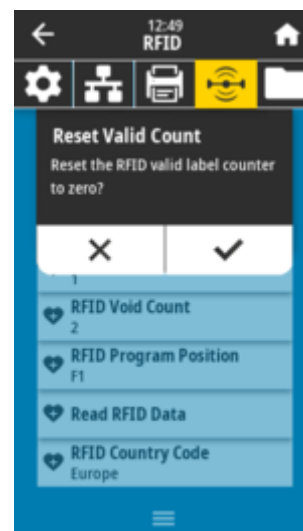 12:49
RFID
Reset Valid Count
Reset the RFID valid label counter
to zero?
1
RFID Void Count
2
RFID Program Position
F1
Read RFID Data
RFID Country Code
Europe